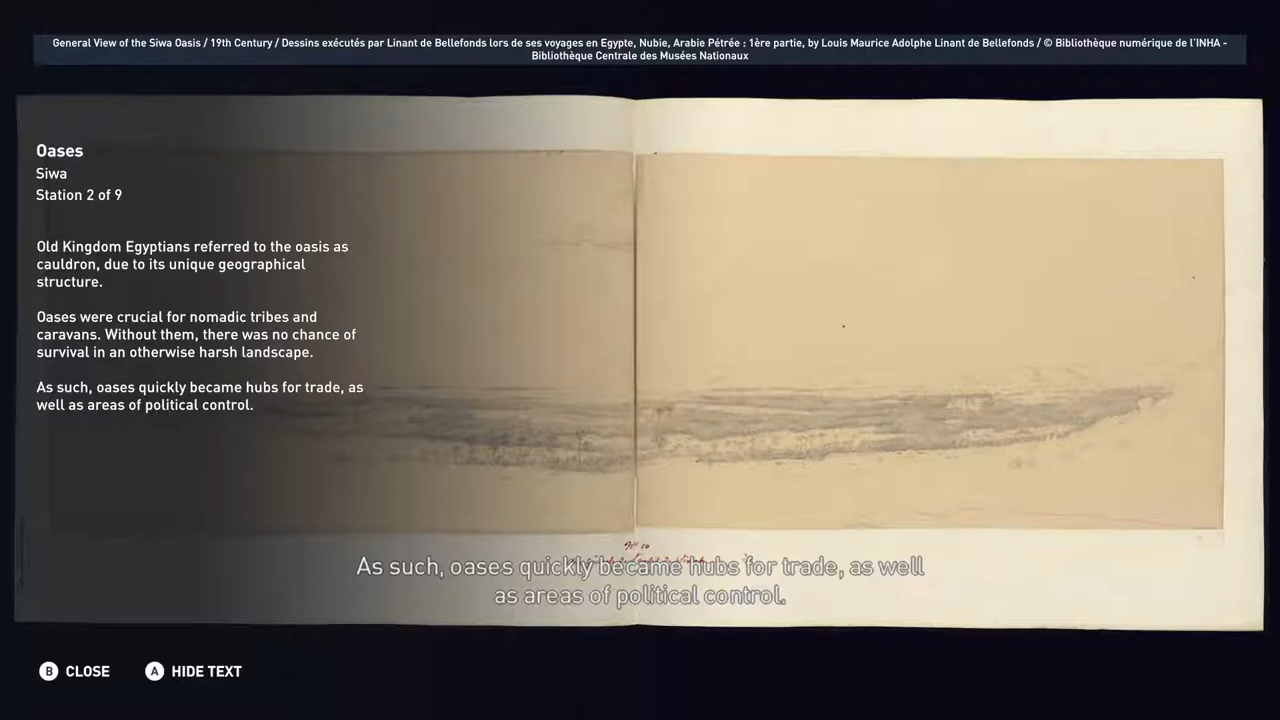 General View of the Siwa Oasis / 19th Century / Dessins exécutés par Linant de Bellefonds lors de ses voyages en Egypte, Nubie, Arabie Pétrée : 1ère partie, by Louis Maurice Adolphe Linant de Bellefonds / © Bibliothèque numérique de l'INHA -
Bibliothèque Centrale des Musées Nationaux
Oases
Siwa
Station 2 of 9
Old Kingdom Egyptians referred to the oasis as
cauldron, due to its unique geographical
structure.
Oases were crucial for nomadic tribes and
caravans. Without them, there was no chance of
survival in an otherwise harsh landscape.
As such, oases quickly became hubs for trade, as
well as areas of political control.
As such, oases quickly became hubs for trade, as well
as areas of political control.
B CLOSE A HIDE TEXT